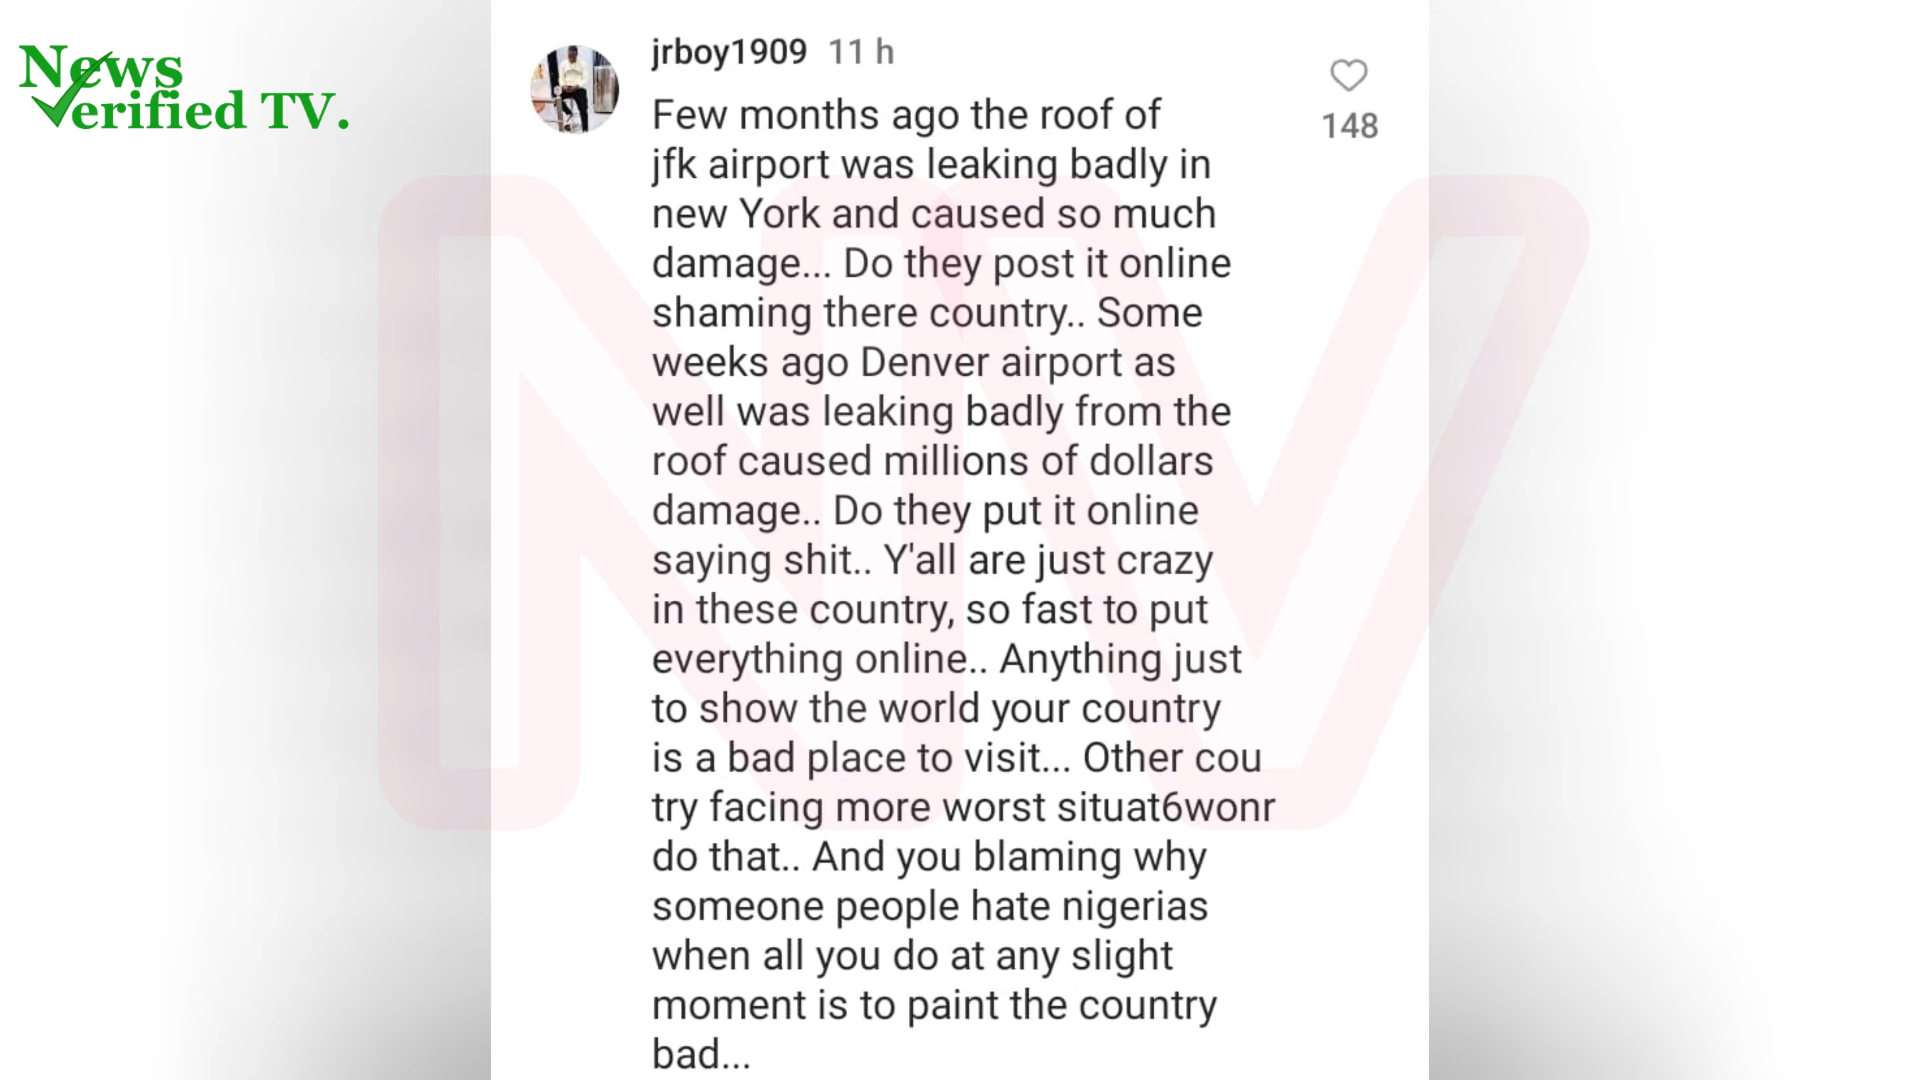 News
Verified TV.
jrboy1909 11 h
148
Few months ago the roof of
jfk airport was leaking badly in
new York and caused so much
damage... Do they post it online
shaming there country.. Some
weeks ago Denver airport as
well was leaking badly from the
roof caused millions of dollars
damage.. Do they put it online
saying shit.. Y'all are just crazy
in these country, so fast to put
everything online.. Anything just
to show the world your country
is a bad place to visit... Other cou
try facing more worst situat6wonr
do that.. And you blaming why
someone people hate nigerias
when all you do at any slight
moment is to paint the country
bad...
NV